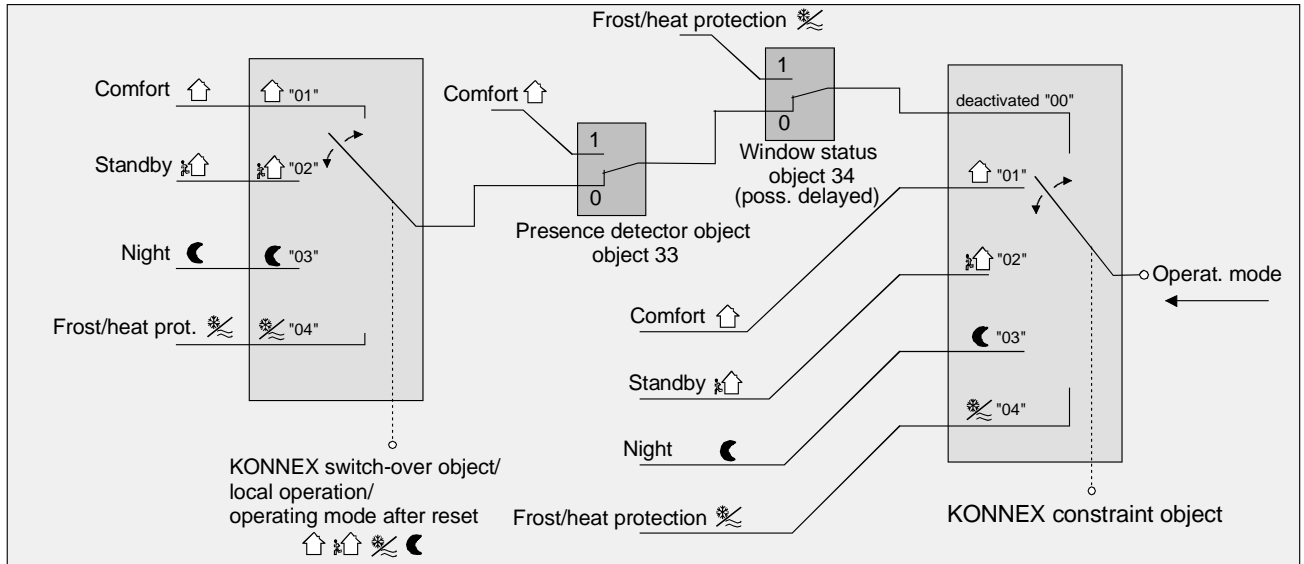 Frost/heat protection
1
0
Window status
object 34
(poss. delayed)
Comfort
1
0
Presence detector object
object 33
Comfort
"01"
Standby
"02"
Night
"03"
Frost/heat prot.
"04"
KONNEX switch-over object/
local operation/
operating mode after reset
deactivated "00"
"01"
"02"
"03"
"04"
Comfort
Standby
Night
Frost/heat protection
Operat. mode
KONNEX constraint object